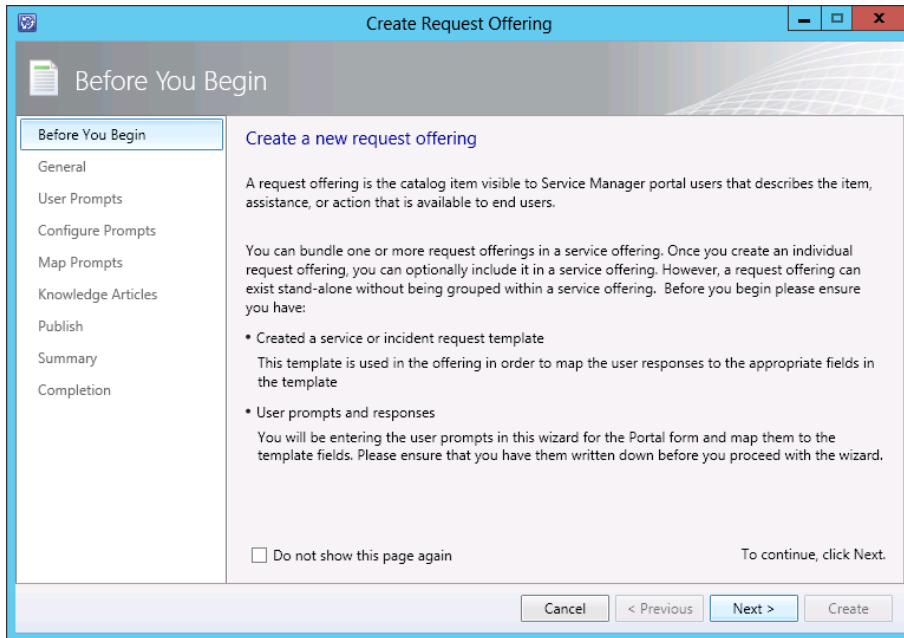 Create Request Offering
Before You Begin
Before You Begin
General
User Prompts
Configure Prompts
Map Prompts
Knowledge Articles
Publish
Summary
Completion
Create a new request offering
A request offering is the catalog item visible to Service Manager portal users that describes the item,
assistance, or action that is available to end users.
You can bundle one or more request offerings in a service offering. Once you create an individual
request offering, you can optionally include it in a service offering. However, a request offering can
exist stand-alone without being grouped within a service offering.  Before you begin please ensure
you have:
• Created a service or incident request template
This template is used in the offering in order to map the user responses to the appropriate fields in
the template
• User prompts and responses
You will be entering the user prompts in this wizard for the Portal form and map them to the
template fields. Please ensure that you have them written down before you proceed with the wizard.
Do not show this page again
To continue, click Next.
Cancel
< Previous
Next >
Create